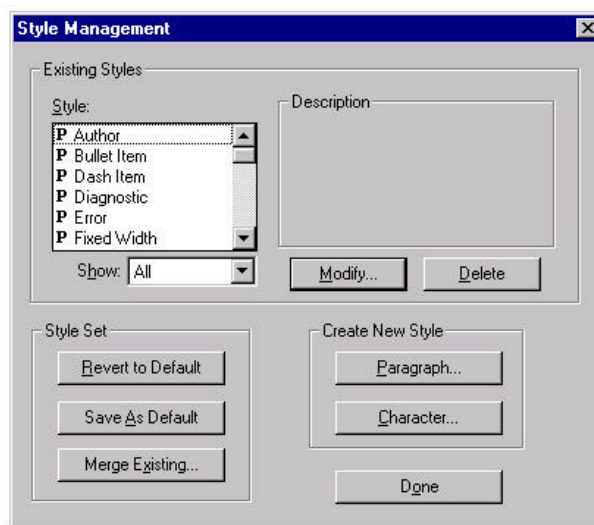 Style Management
Existing Styles
Style:
P Author
P Bullet Item
P Dash Item
P Diagnostic
P Error
P Fixed Width
Show: All
Description
Modify...
Delete
Style Set
Revert to Default
Save As Default
Merge Existing...
Create New Style
Paragraph...
Character...
Done